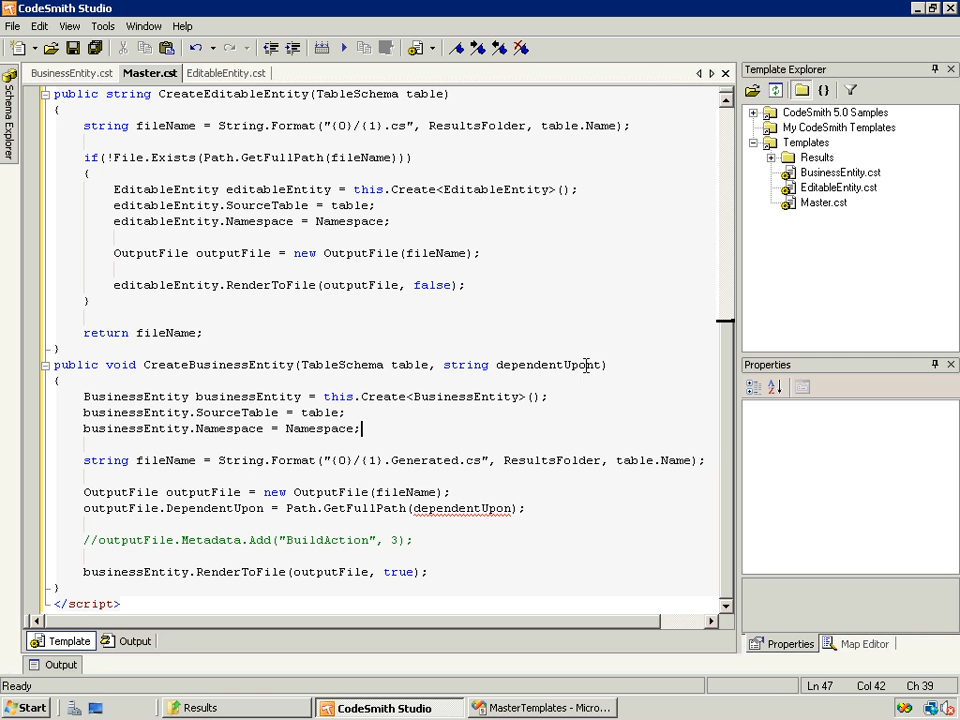 CodeSmith Studio
File Edit View Tools Window Help
BusinessEntity.cst Master.cst EditableEntity.cst
Schema Explorer
public string CreateEditableEntity(TableSchema table)
{
string fileName = String.Format("{0}/{1}.cs", ResultsFolder, table.Name);
if(!File.Exists(Path.GetFullPath(fileName)))
{
EditableEntity editableEntity = this.Create<EditableEntity>();
editableEntity.SourceTable = table;
editableEntity.Namespace = Namespace;
OutputFile outputFile = new OutputFile(fileName);
editableEntity.RenderToFile(outputFile, false);
}
return fileName;
}
public void CreateBusinessEntity(TableSchema table, string dependentUpont)
{
BusinessEntity businessEntity = this.Create<BusinessEntity>();
businessEntity.SourceTable = table;
businessEntity.Namespace = Namespace;
string fileName = String.Format("{0}/{1}.Generated.cs", ResultsFolder, table.Name);
OutputFile outputFile = new OutputFile(fileName);
outputFile.DependentUpon = Path.GetFullPath(dependentUpon);
//outputFile.Metadata.Add("BuildAction", 3);
businessEntity.RenderToFile(outputFile, true);
}
</script>
Template Output
Output
Template Explorer
CodeSmith 5.0 Samples
My CodeSmith Templates
Templates
Results
BusinessEntity.cst
EditableEntity.cst
Master.cst
Properties
Properties Map Editor
Ready Ln 47 Col 42 Ch 39
Start Results CodeSmith Studio MasterTemplates - Micro...